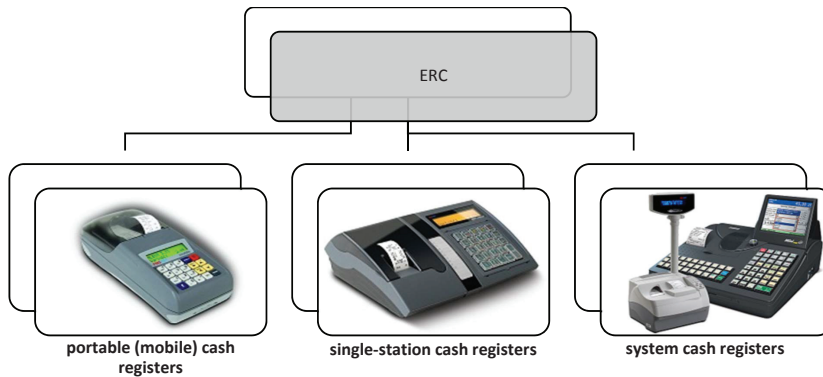 ERC
portable (mobile) cash
registers
single-station cash registers
system cash registers